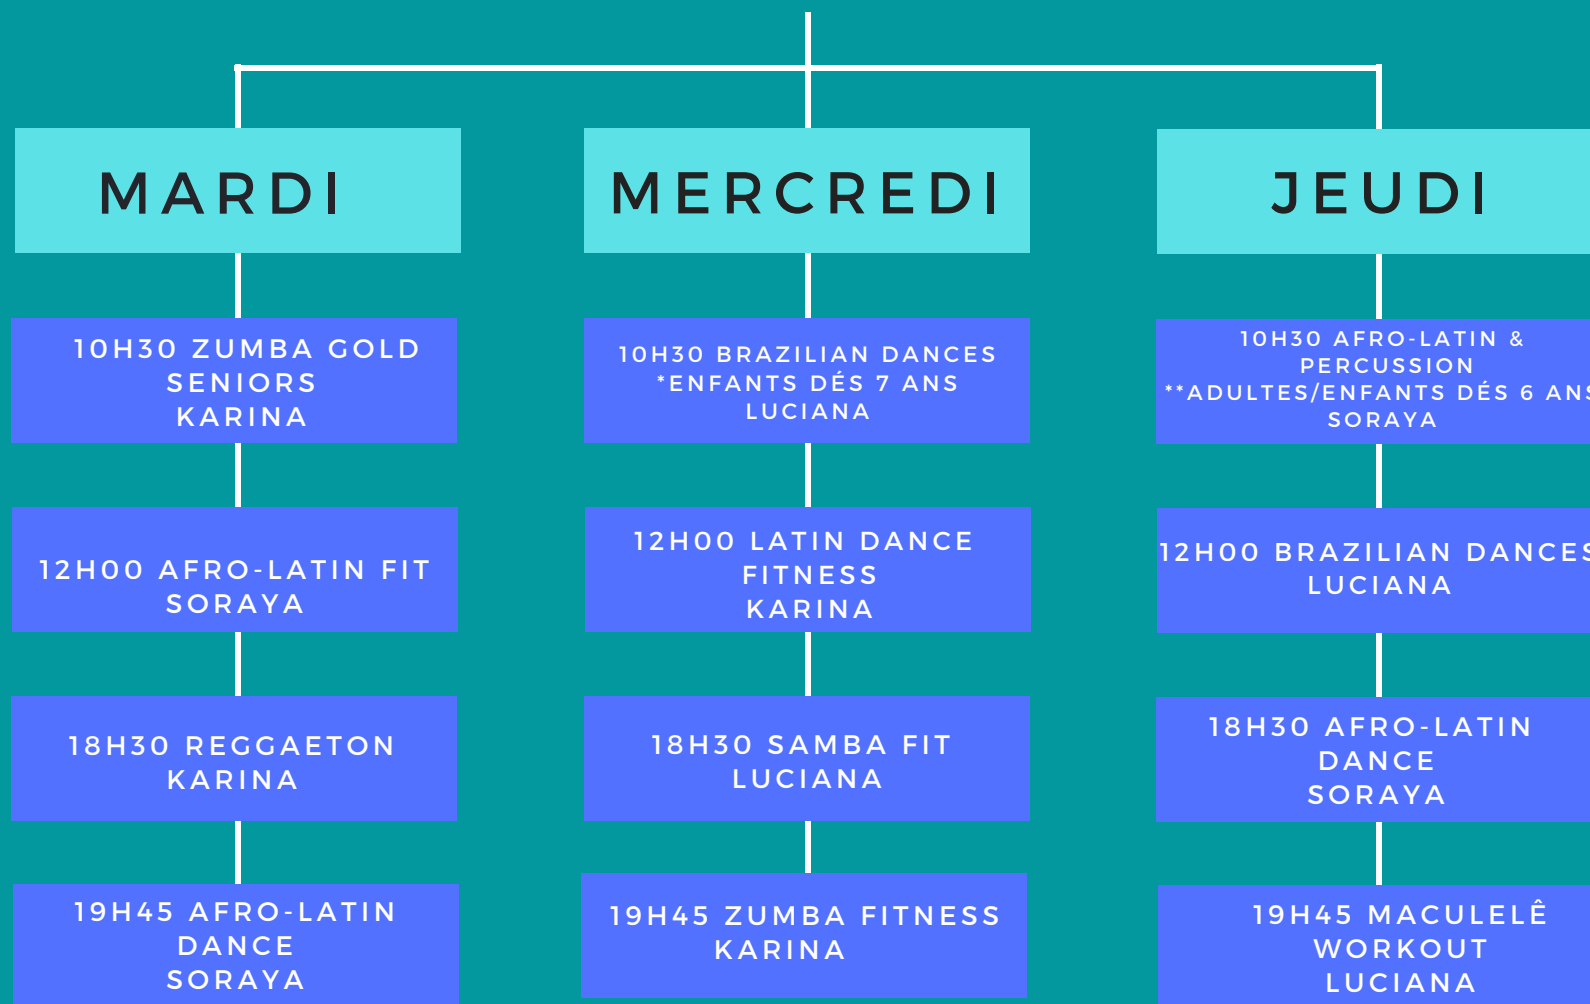 MARDI
10H30 ZUMBA GOLD
SENIORS
KARINA
12H00 AFRO-LATIN FIT
SORAYA
18H30 REGGAETON
KARINA
19H45 AFRO-LATIN
DANCE
SORAYA
MERCREDI
10H30 BRAZILIAN DANCES
*ENFANTS DÉS 7 ANS
LUCIANA
12H00 LATIN DANCE
FITNESS
KARINA
18H30 SAMBA FIT
LUCIANA
19H45 ZUMBA FITNESS
KARINA
JEUDI
10H30 AFRO-LATIN &
PERCUSSION
**ADULTES/ENFANTS DÉS 6 ANS
SORAYA
12H00 BRAZILIAN DANCES
LUCIANA
18H30 AFRO-LATIN
DANCE
SORAYA
19H45 MACULELÊ
WORKOUT
LUCIANA